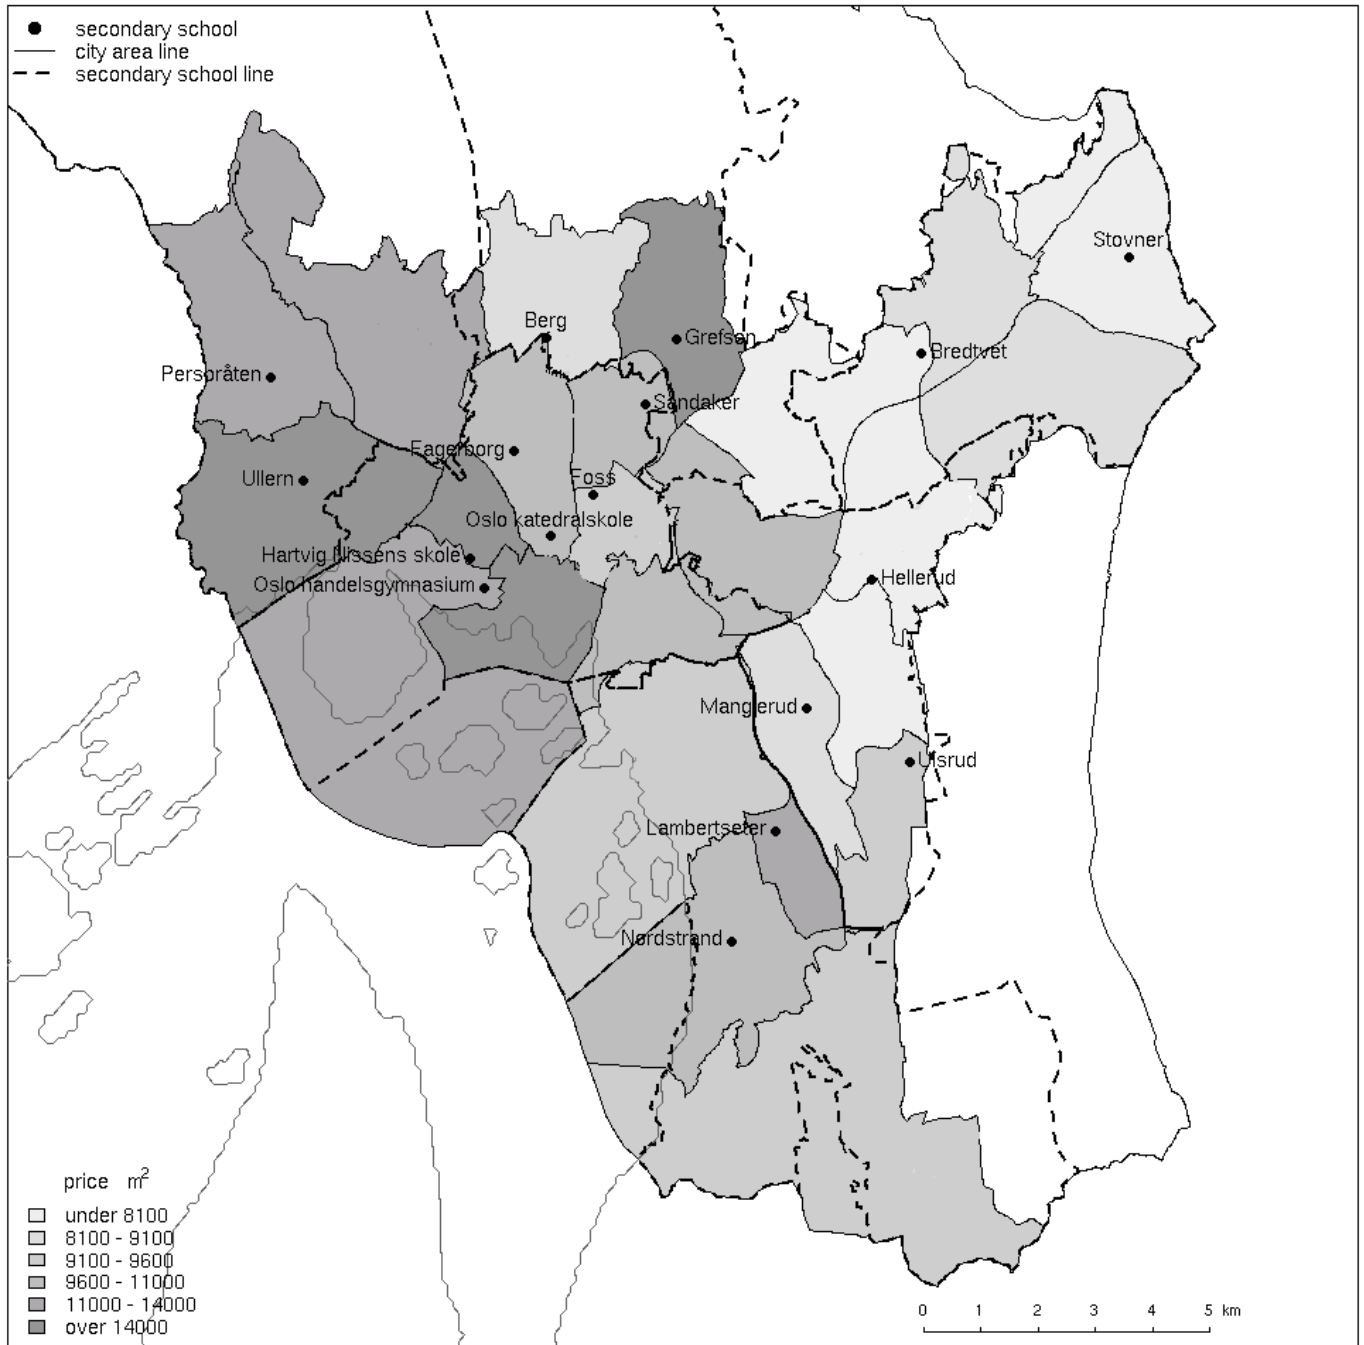 secondary school
city area line
secondary school line
Stovner
Berg
Grefsen
Bredtvet
Persbråten
Sandaker
Fagerborg
Ullern
Foss
Oslo katedralskole
Hartvig Nissens skole
Oslo handelsgymnasium
Hellerud
Manglerud
Ulsrud
Lambertseter
Nordstrand
price m²
under 8100
8100 - 9100
9100 - 9600
9600 - 11000
11000 - 14000
over 14000
0 1 2 3 4 5 km